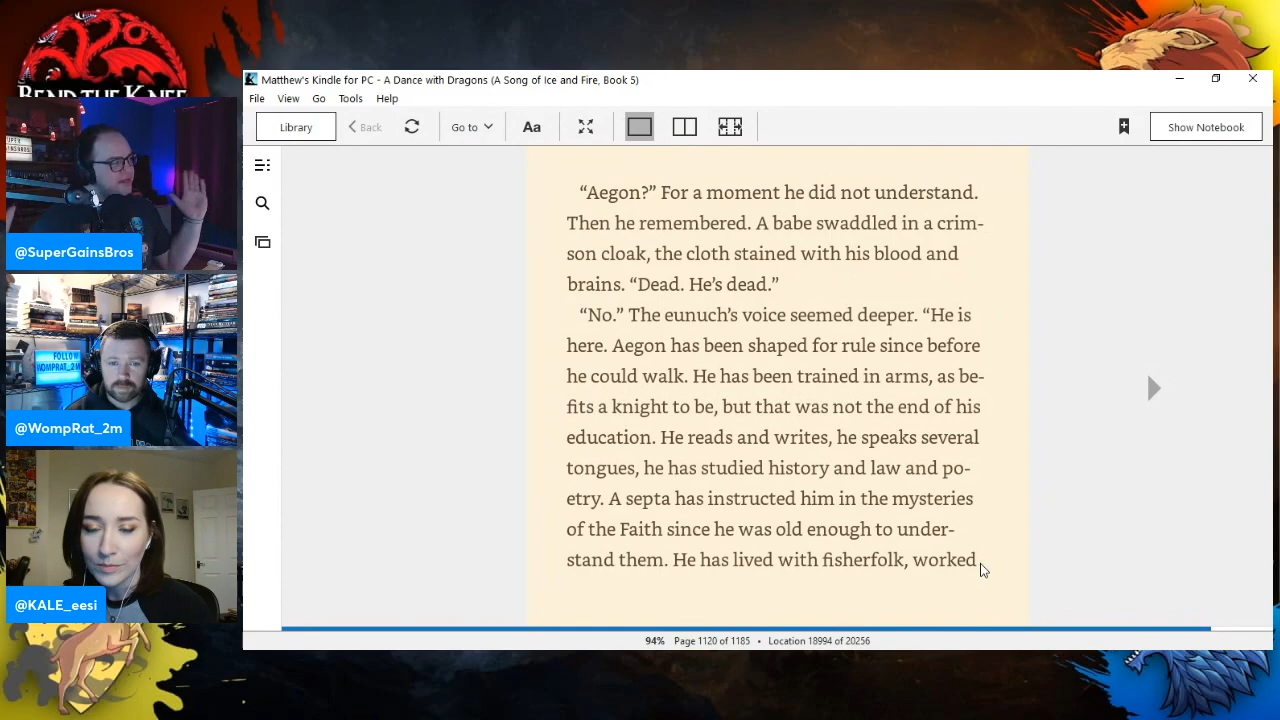 BEND THE KNEE
Matthew's Kindle for PC - A Dance with Dragons (A Song of Ice and Fire, Book 5)
File View Go Tools Help
Library Back Go to Aa Show Notebook
“Aegon?” For a moment he did not understand.
Then he remembered. A babe swaddled in a crim-
son cloak, the cloth stained with his blood and
brains. “Dead. He’s dead.”
“No.” The eunuch’s voice seemed deeper. “He is
here. Aegon has been shaped for rule since before
he could walk. He has been trained in arms, as be-
fits a knight to be, but that was not the end of his
education. He reads and writes, he speaks several
tongues, he has studied history and law and po-
etry. A septa has instructed him in the mysteries
of the Faith since he was old enough to under-
stand them. He has lived with fisherfolk, worked
94% Page 1120 of 1185 • Location 18994 of 20256
@SuperGainsBros
FOLLOW
WOMPRAT_2M
@WompRat_2m
@KALE_eesi